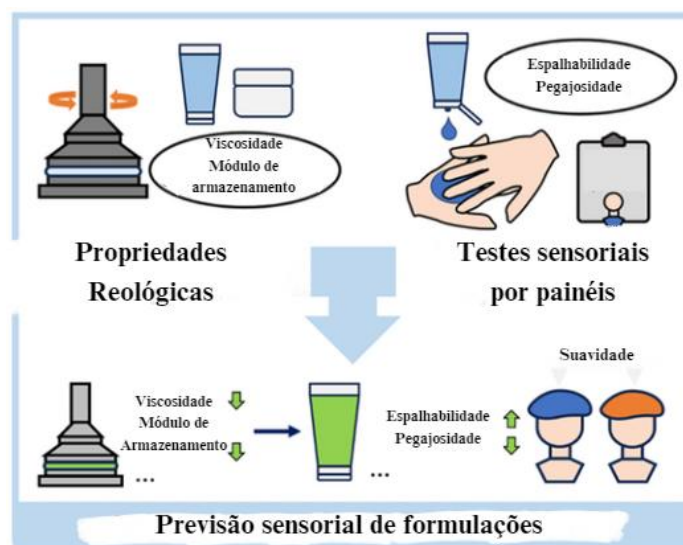 Viscosidade
Módulo de
armazenamento
Espalhabilidade
Pegajosidade
Propriedades
Reológicas
Testes sensoriais
por painéis
Viscosidade
Módulo de
Armazenamento
...
...
Espalhabilidade
Pegajosidade
Suavidade
Previsão sensorial de formulações